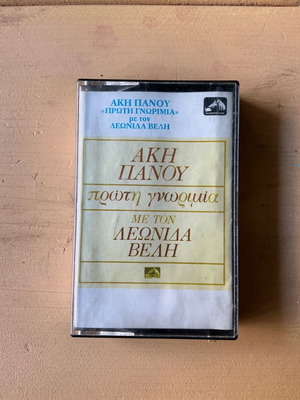 ΑΚΗ ΠΑΝΟΥ
«ΠΡΩΤΗ ΓΝΩΡΙΜΙΑ»
με τον
ΛΕΩΝΙΔΑ ΒΕΛΗ
ΑΚΗ
ΠΑΝΟΥ
πρώτη γνωριμία
ΜΕ ΤΟΝ
ΛΕΩΝΙΔΑ
ΒΕΛΗ